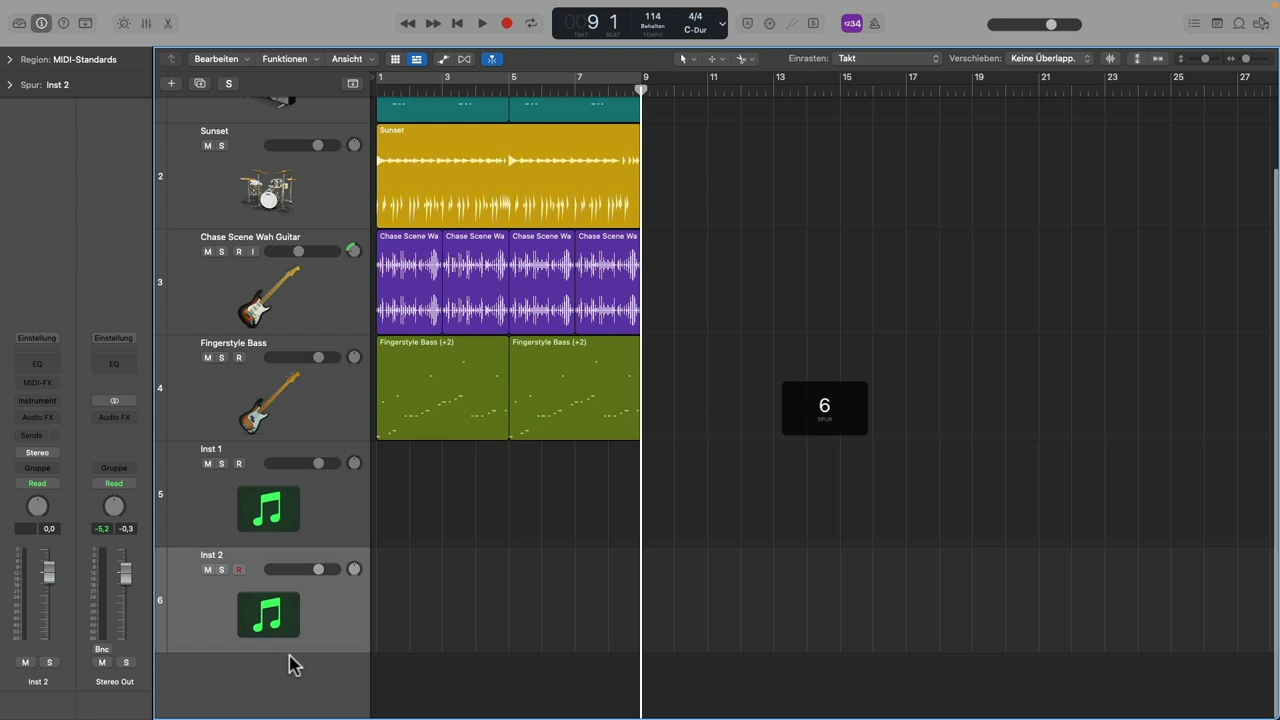 9 1
TAKT BEAT
114
Behalten
TEMPO
4/4
C-Dur
1234
Region: MIDI-Standards
Spur: Inst 2
Bearbeiten
Funktionen
Ansicht
Einrasten: Takt
Verschieben: Keine Überlapp.
S
1 3 5 7 9 11 13 15 17 19 21 23 25 27
2
Sunset
M S
Sunset
3
Chase Scene Wah Guitar
M S R I
Chase Scene Wa
Chase Scene Wa
Chase Scene Wa
Chase Scene Wa
4
Fingerstyle Bass
M S R
Fingerstyle Bass (+2)
Fingerstyle Bass (+2)
5
Inst 1
M S R
6
Inst 2
M S R
6
SPUR
Einstellung
EQ
MIDI-FX
Instrument
Audio FX
Sends
Stereo
Gruppe
Read
0,0
M S
Inst 2
Einstellung
EQ
Audio FX
Gruppe
Read
-5,2 -0,3
Bnc
M S
Stereo Out